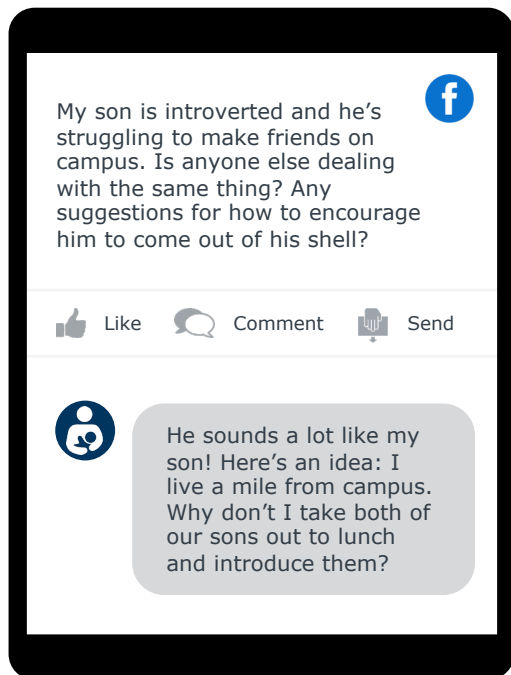 My son is introverted and he’s
struggling to make friends on
campus. Is anyone else dealing
with the same thing? Any
suggestions for how to encourage
him to come out of his shell?
Like Comment Send
He sounds a lot like my
son! Here’s an idea: I
live a mile from campus.
Why don’t I take both of
our sons out to lunch
and introduce them?